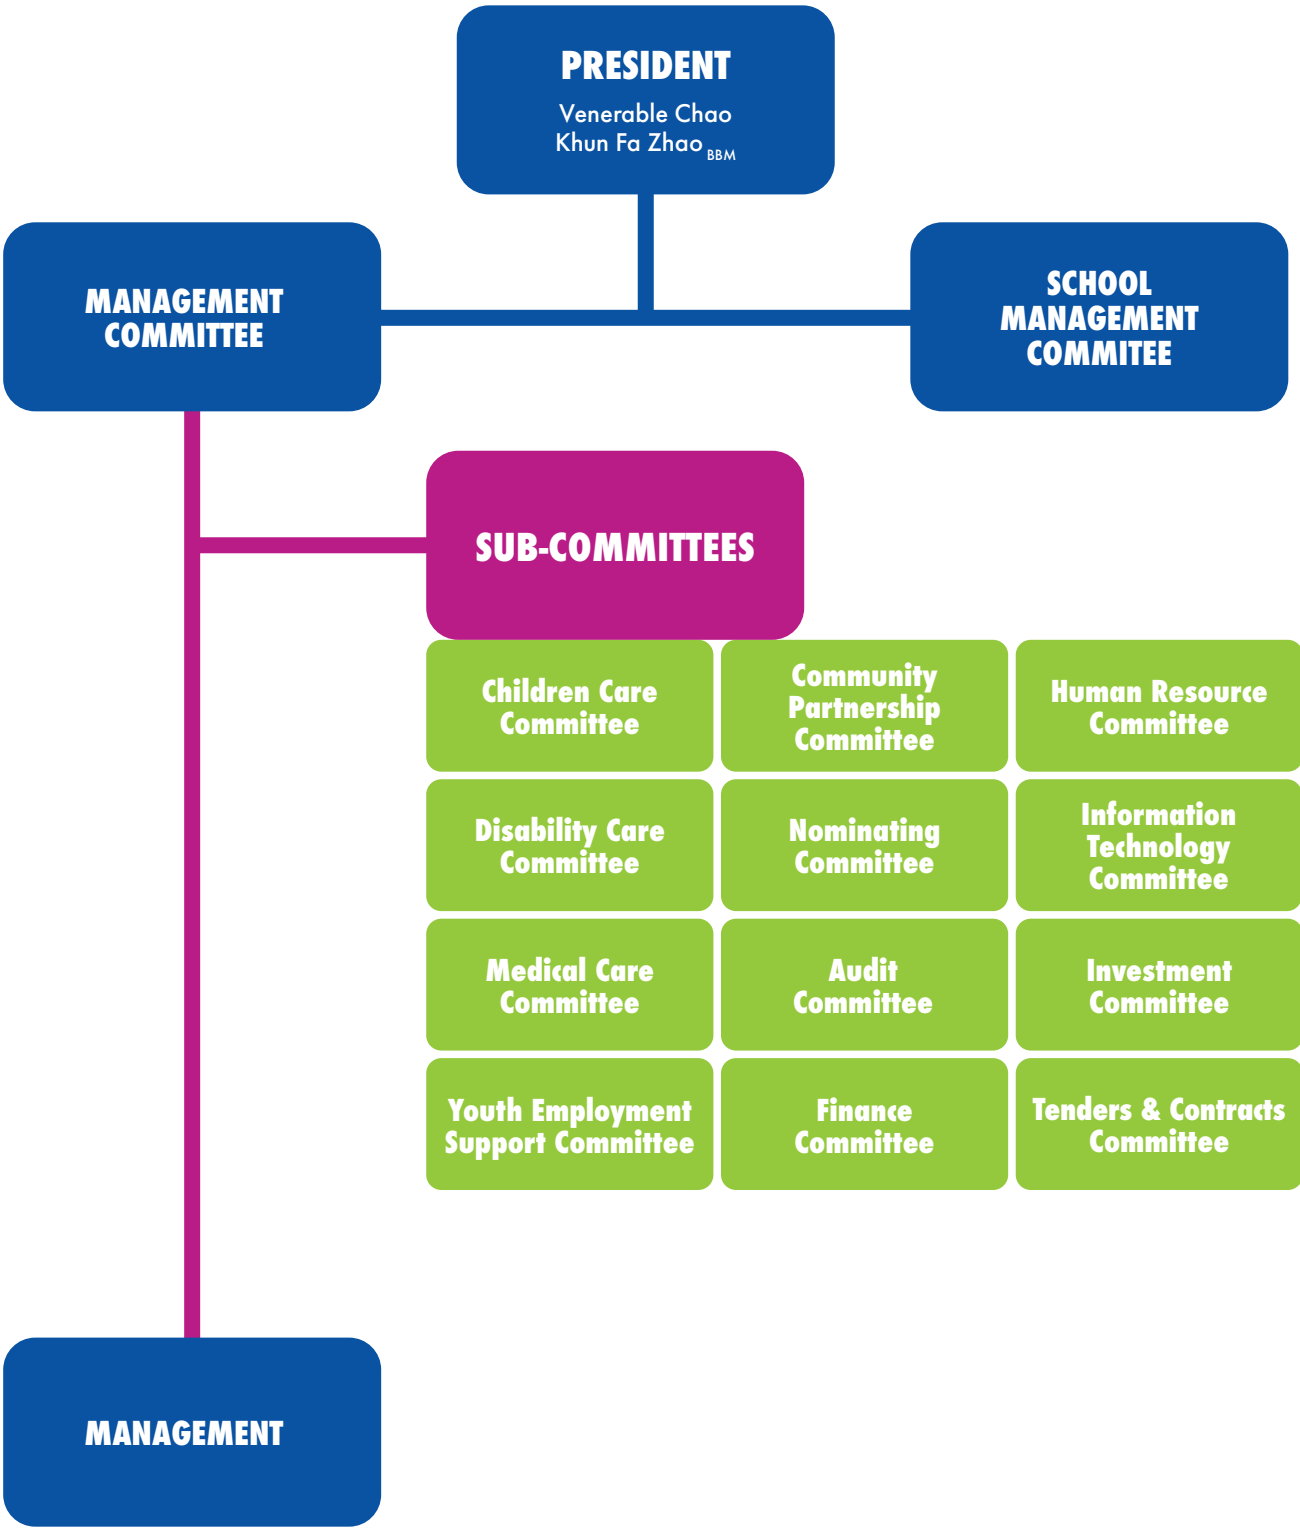 PRESIDENT
Venerable Chao
Khun Fa Zhao BBM
MANAGEMENT
COMMITTEE
SCHOOL
MANAGEMENT
COMMITEE
SUB-COMMITTEES
Children Care
Committee
Community
Partnership
Committee
Human Resource
Committee
Disability Care
Committee
Nominating
Committee
Information
Technology
Committee
Medical Care
Committee
Audit
Committee
Investment
Committee
Youth Employment
Support Committee
Finance
Committee
Tenders & Contracts
Committee
MANAGEMENT